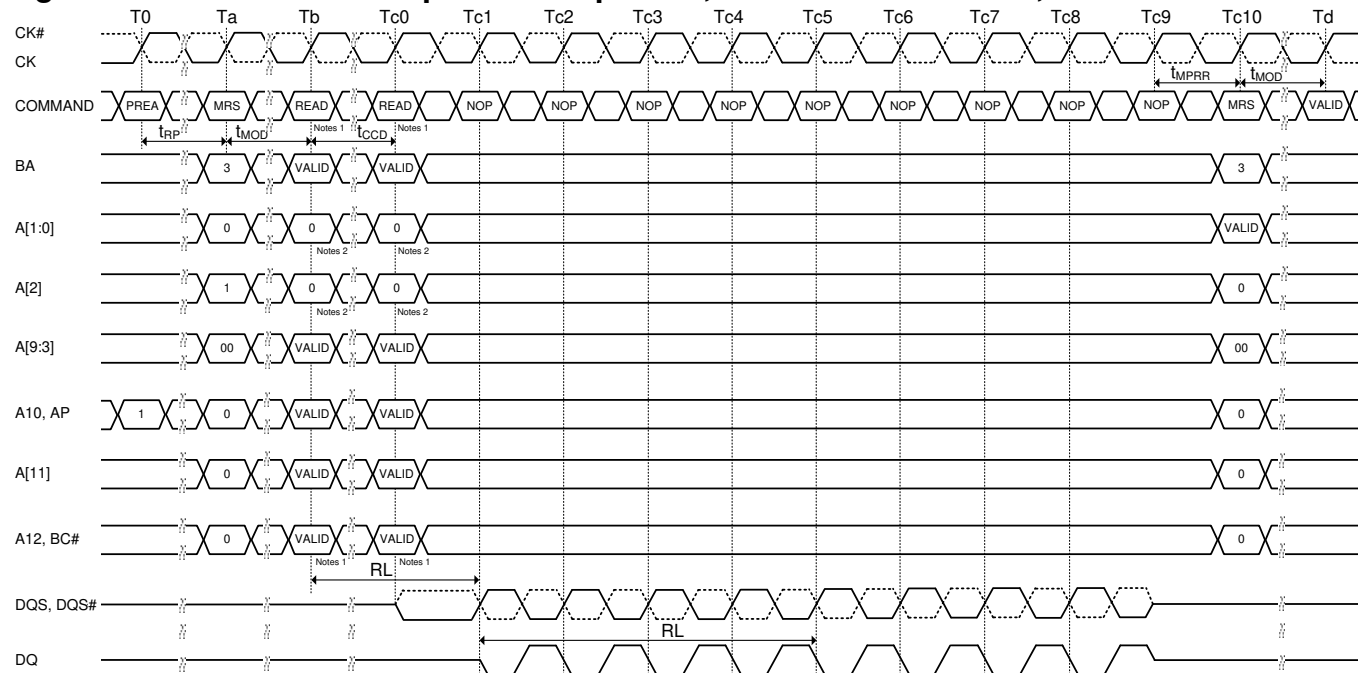 T0 Ta Tb Tc0 Tc1 Tc2 Tc3 Tc4 Tc5 Tc6 Tc7 Tc8 Tc9 Tc10 Td
CK#
CK
tMPRR tMOD
COMMAND PREA MRS READ READ NOP NOP NOP NOP NOP NOP NOP NOP NOP MRS VALID
Notes 1 Notes 1
tRP tMOD tCCD
BA 3 VALID VALID 3
A[1:0] 0 0 0 VALID
Notes 2 Notes 2
A[2] 1 0 0 0
Notes 2 Notes 2
A[9:3] 00 VALID VALID 00
A10, AP 1 0 VALID VALID 0
A[11] 0 VALID VALID 0
A12, BC# 0 VALID VALID 0
Notes 1 Notes 1
RL
DQS, DQS#
RL
DQ